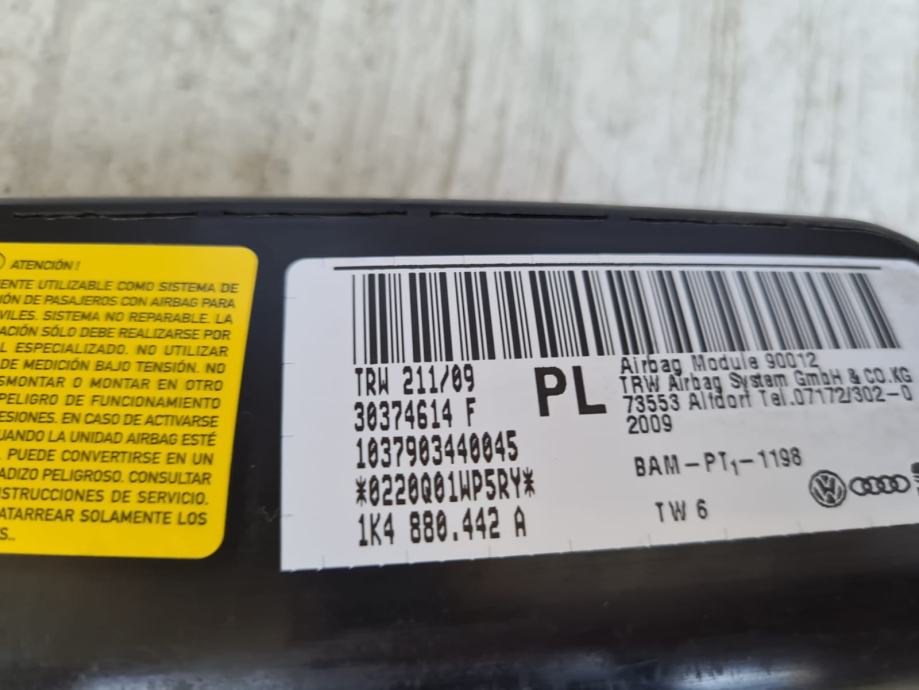 ATENCIÓN!
ENTE UTILIZABLE COMO SISTEMA DE
IÓN DE PASAJEROS CON AIRBAG PARA
VILES. SISTEMA NO REPARABLE. LA
ACIÓN SÓLO DEBE REALIZARSE POR
L ESPECIALIZADO. NO UTILIZAR
DE MEDICIÓN BAJO TENSIÓN. NO
SMONTAR O MONTAR EN OTRO
PELIGRO DE FUNCIONAMIENTO
ESIONES. EN CASO DE ACTIVARSE
UANDO LA UNIDAD AIRBAG ESTÉ
. PUEDE CONVERTIRSE EN UN
ADIZO PELIGROSO. CONSULTAR
NSTRUCCIONES DE SERVICIO.
ATARREAR SOLAMENTE LOS
S..
TRW 211/09
30374614 F
1037903440045
*0220Q01WP5RY*
1K4 880.442 A
PL
Airbag Module 90012
TRW Airbag System GmbH & CO.KG
73553 Alfdorf Tel.07172/302-0
2009
BAM-PT1-1198
TW 6